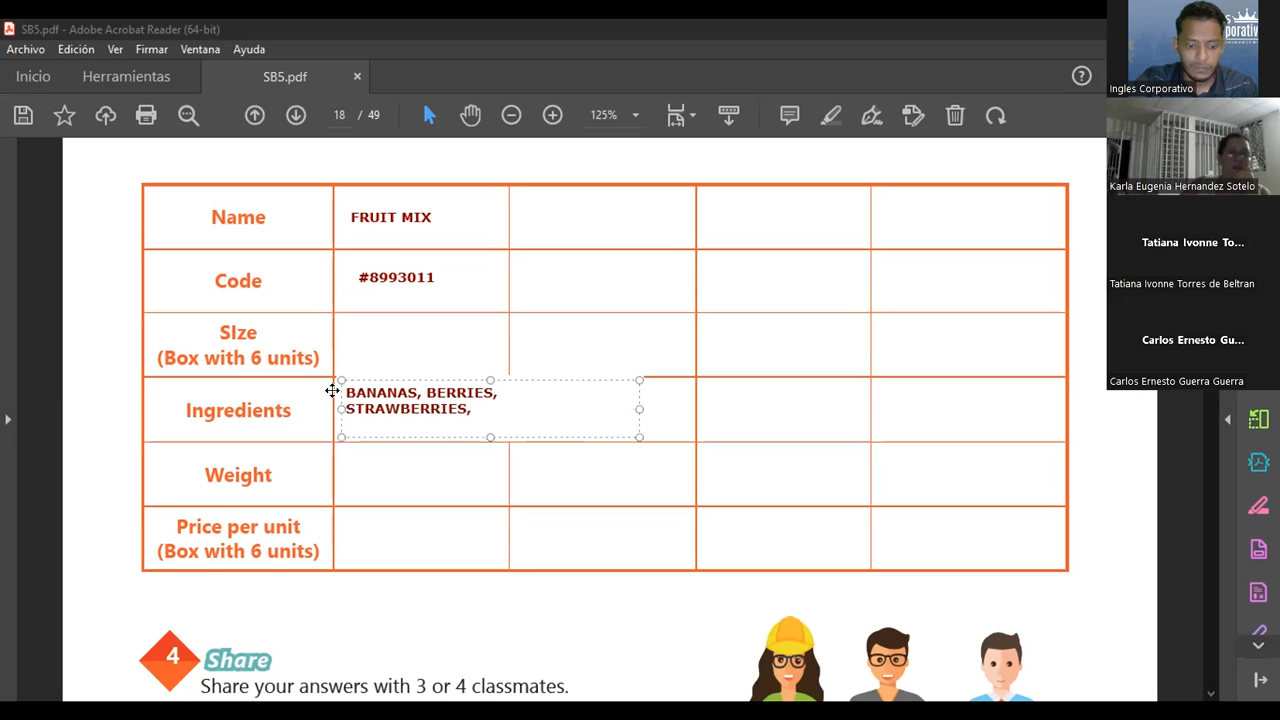 SB5.pdf - Adobe Acrobat Reader (64-bit)
Archivo Edición Ver Firmar Ventana Ayuda
Inicio Herramientas SB5.pdf ×
18 / 49 125%
Name FRUIT MIX
Code #8993011
SIze
(Box with 6 units)
Ingredients
BANANAS, BERRIES,
STRAWBERRIES,
Weight
Price per unit
(Box with 6 units)
4 Share
Share your answers with 3 or 4 classmates.
Ingles Corporativo
Karla Eugenia Hernandez Sotelo
Tatiana Ivonne To...
Tatiana Ivonne Torres de Beltran
Carlos Ernesto Gu...
Carlos Ernesto Guerra Guerra